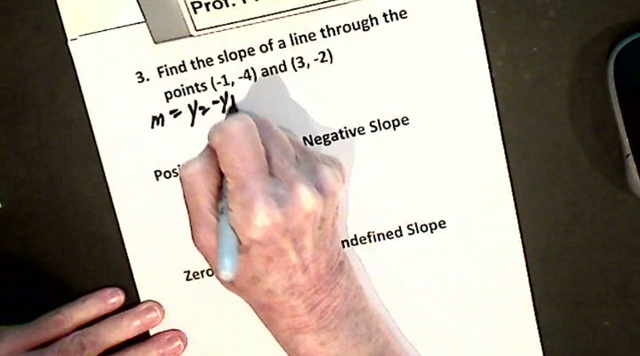 Prof.
3. Find the slope of a line through the
points (-1, -4) and (3, -2)
m = y₂ - y₁
Negative Slope
Pos
ndefined Slope
Zero